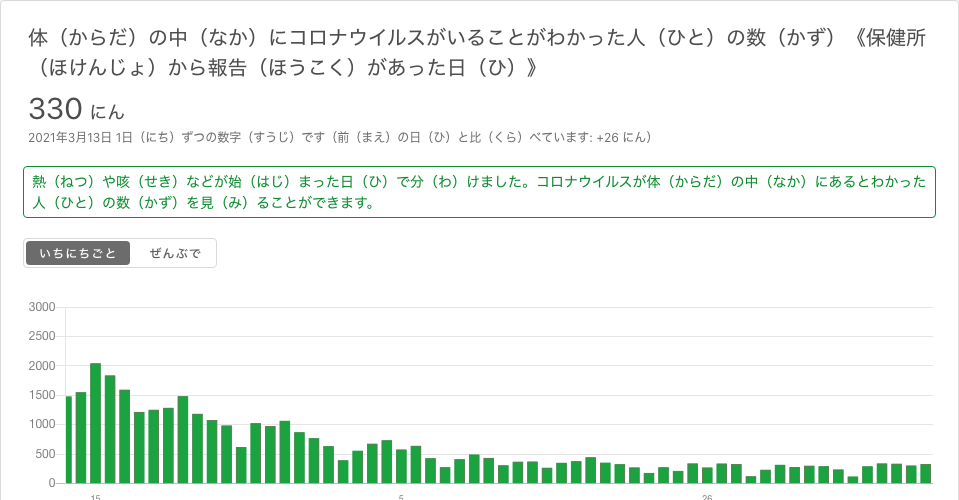 体（からだ）の中（なか）にコロナウイルスがいることがわかった人（ひと）の数（かず）《保健所
（ほけんじょ）から報告（ほうこく）があった日（ひ）》
330 にん
2021年3月13日 1日（にち）ずつの数字（すうじ）です（前（まえ）の日（ひ）と比（くら）べています: +26 にん）
熱（ねつ）や咳（せき）などが始（はじ）まった日（ひ）で分（わ）けました。コロナウイルスが体（からだ）の中（なか）にあるとわかった
人（ひと）の数（かず）を見（み）ることができます。
いちにちごと ぜんぶで
3000
2500
2000
1500
1000
500
0
15 5 26